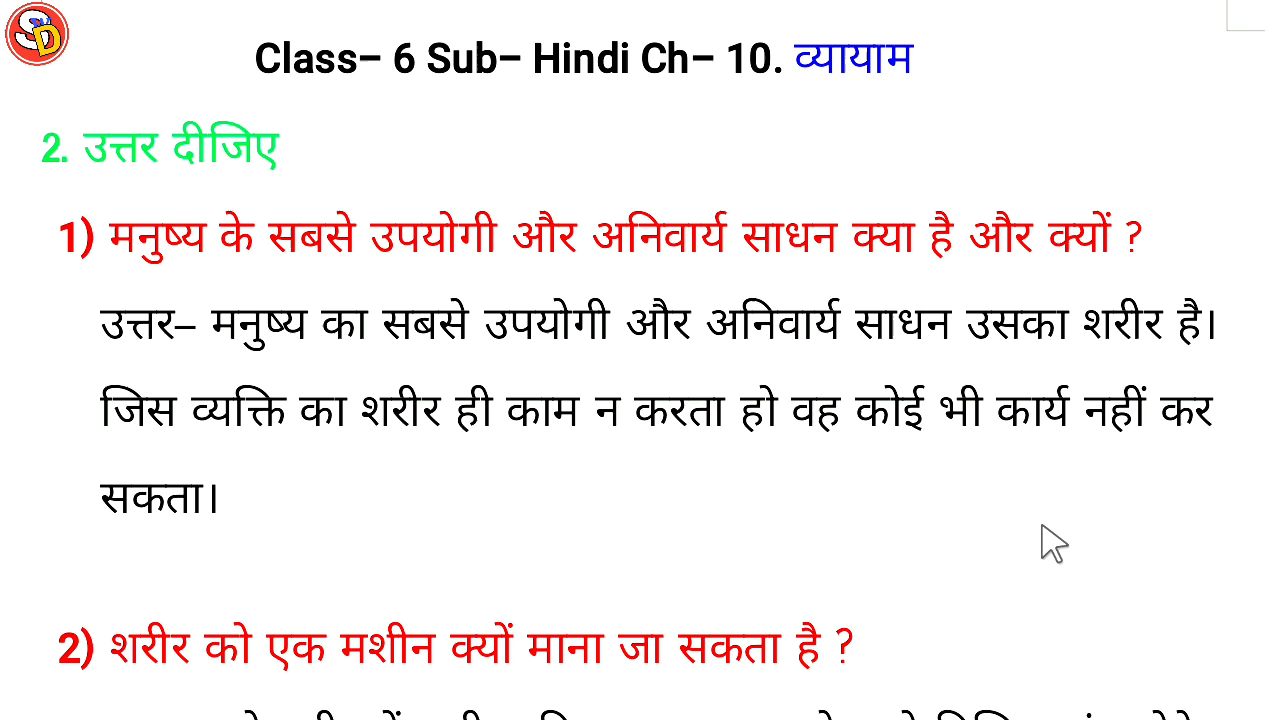 SD
Class– 6 Sub– Hindi Ch– 10. व्यायाम
2. उत्तर दीजिए
1) मनुष्य के सबसे उपयोगी और अनिवार्य साधन क्या है और क्यों ?
उत्तर– मनुष्य का सबसे उपयोगी और अनिवार्य साधन उसका शरीर है।
जिस व्यक्ति का शरीर ही काम न करता हो वह कोई भी कार्य नहीं कर
सकता।
2) शरीर को एक मशीन क्यों माना जा सकता है ?